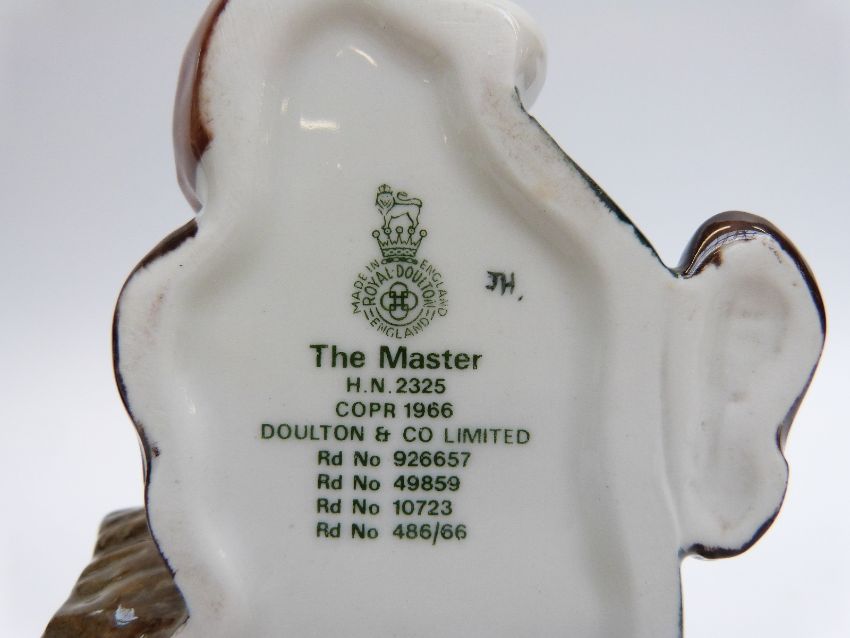 MADE IN ENGLAND
ROYAL DOULTON
ENGLAND
JH.
The Master
H.N. 2325
COPR 1966
DOULTON & CO LIMITED
Rd No 926657
Rd No 49859
Rd No 10723
Rd No 486/66